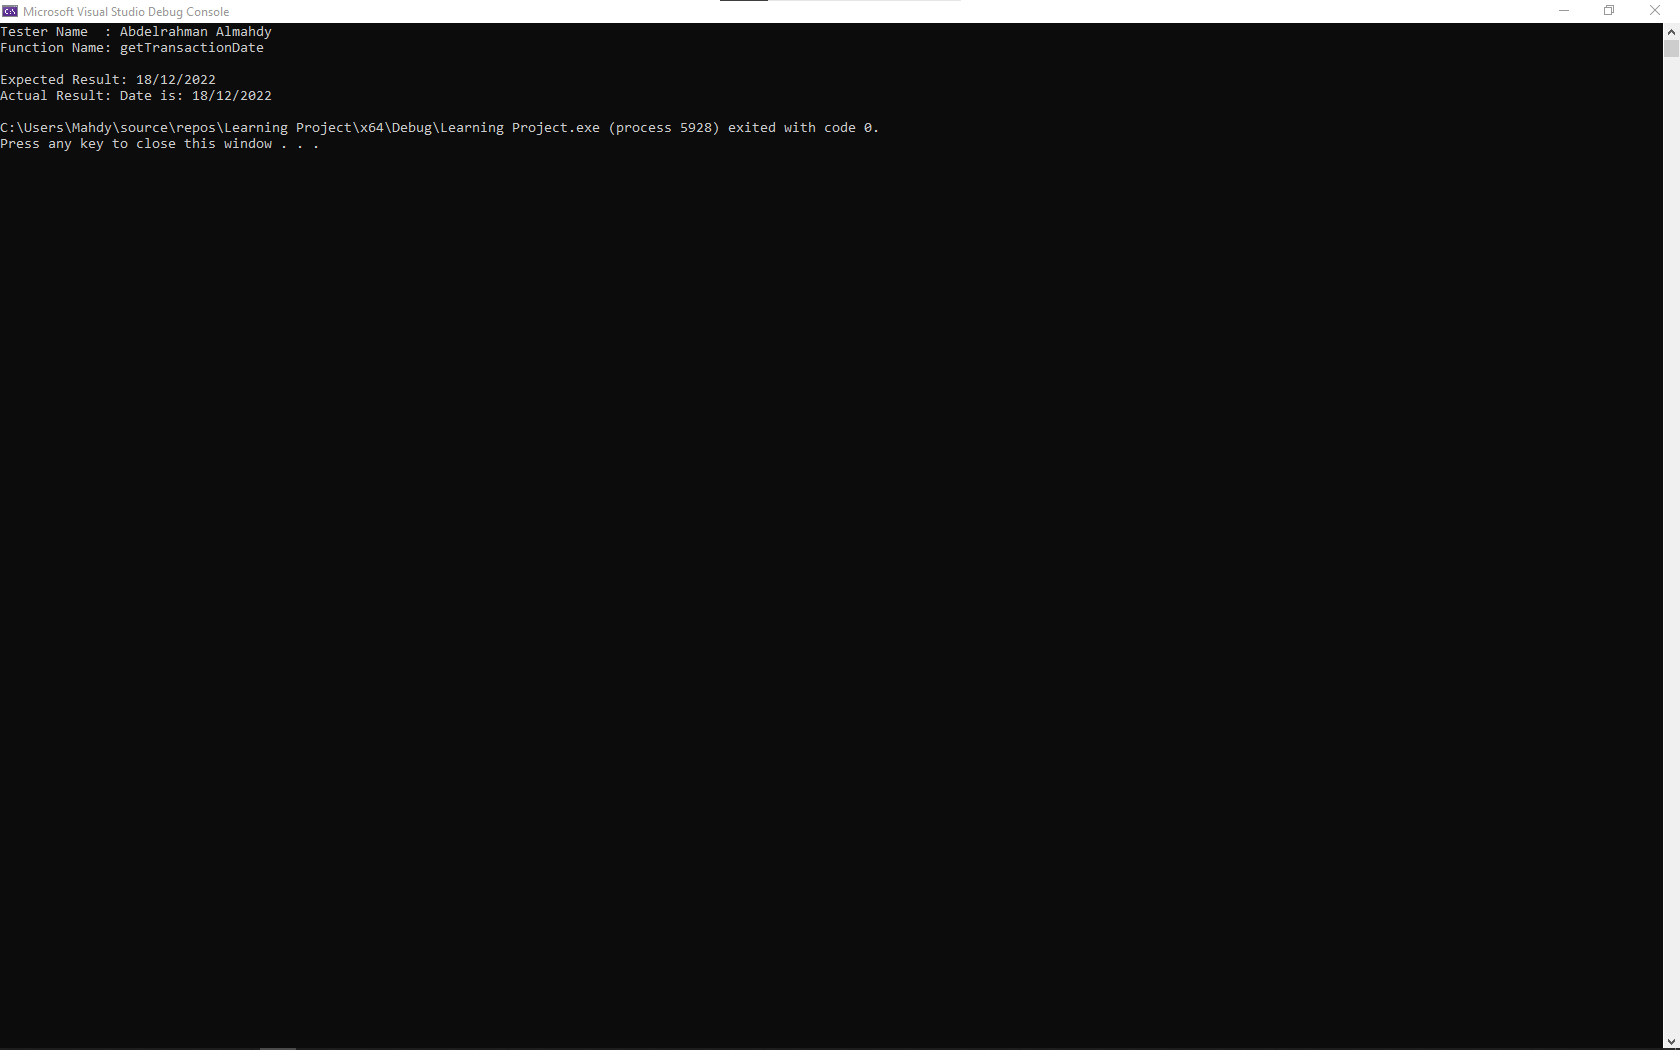 Microsoft Visual Studio Debug Console
Tester Name  : Abdelrahman Almahdy
Function Name: getTransactionDate
Expected Result: 18/12/2022
Actual Result: Date is: 18/12/2022
C:\Users\Mahdy\source\repos\Learning Project\x64\Debug\Learning Project.exe (process 5928) exited with code 0.
Press any key to close this window . . .